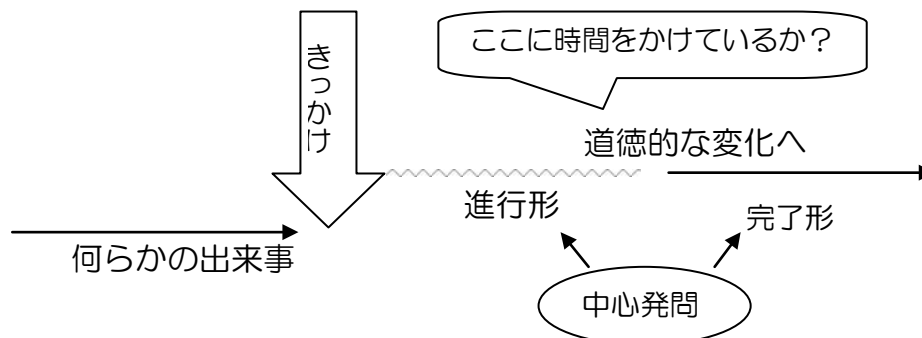 きっかけ
ここに時間をかけているか？
道徳的な変化へ
進行形
完了形
何らかの出来事
中心発問